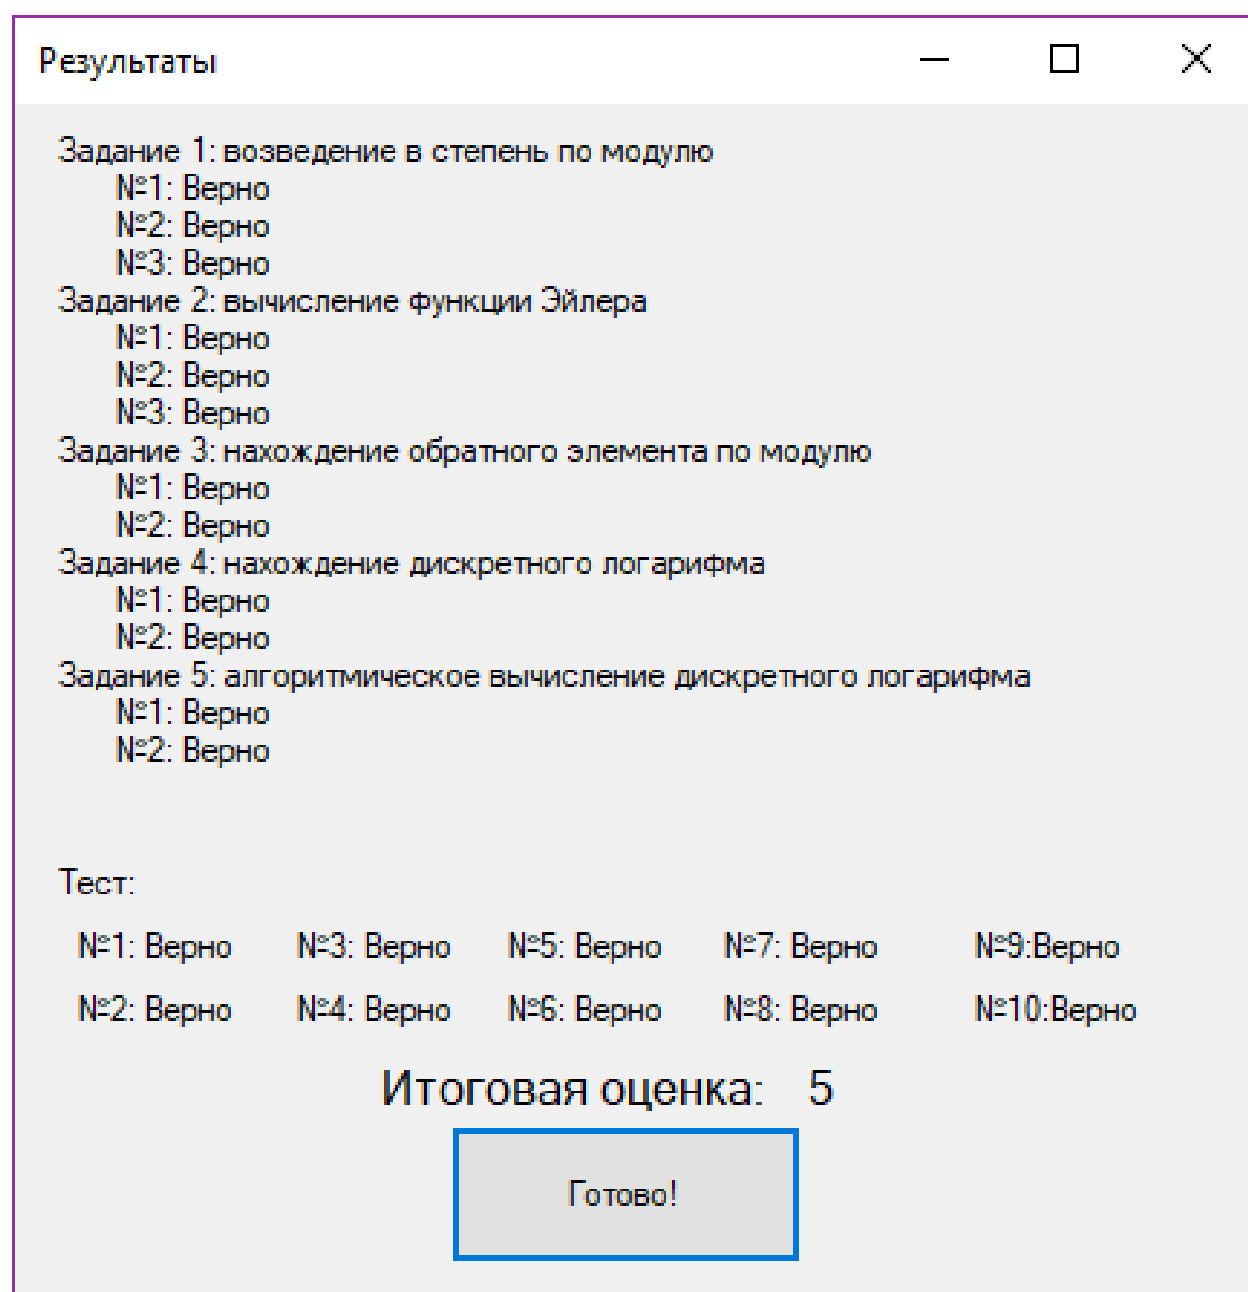 Результаты
Задание 1: возведение в степень по модулю
№1: Верно
№2: Верно
№3: Верно
Задание 2: вычисление функции Эйлера
№1: Верно
№2: Верно
№3: Верно
Задание 3: нахождение обратного элемента по модулю
№1: Верно
№2: Верно
Задание 4: нахождение дискретного логарифма
№1: Верно
№2: Верно
Задание 5: алгоритмическое вычисление дискретного логарифма
№1: Верно
№2: Верно
Тест:
№1: Верно №3: Верно №5: Верно №7: Верно №9:Верно
№2: Верно №4: Верно №6: Верно №8: Верно №10:Верно
Итоговая оценка: 5
Готово!